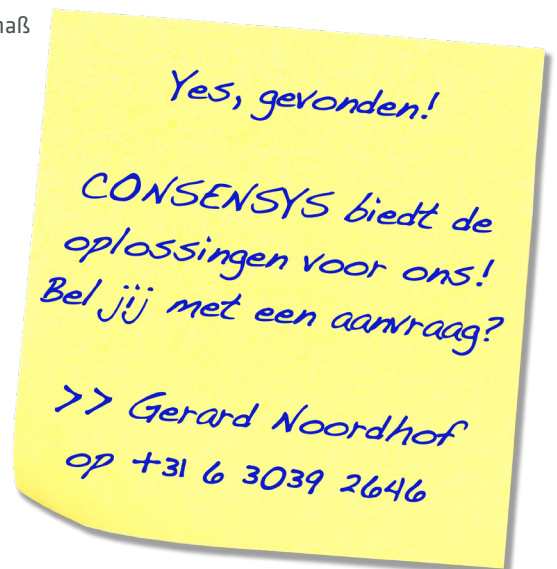 maß
Yes, gevonden!
CONSENSYS biedt de
oplossingen voor ons!
Bel jij met een aanvraag?
>> Gerard Noordhof
op +31 6 3039 2646